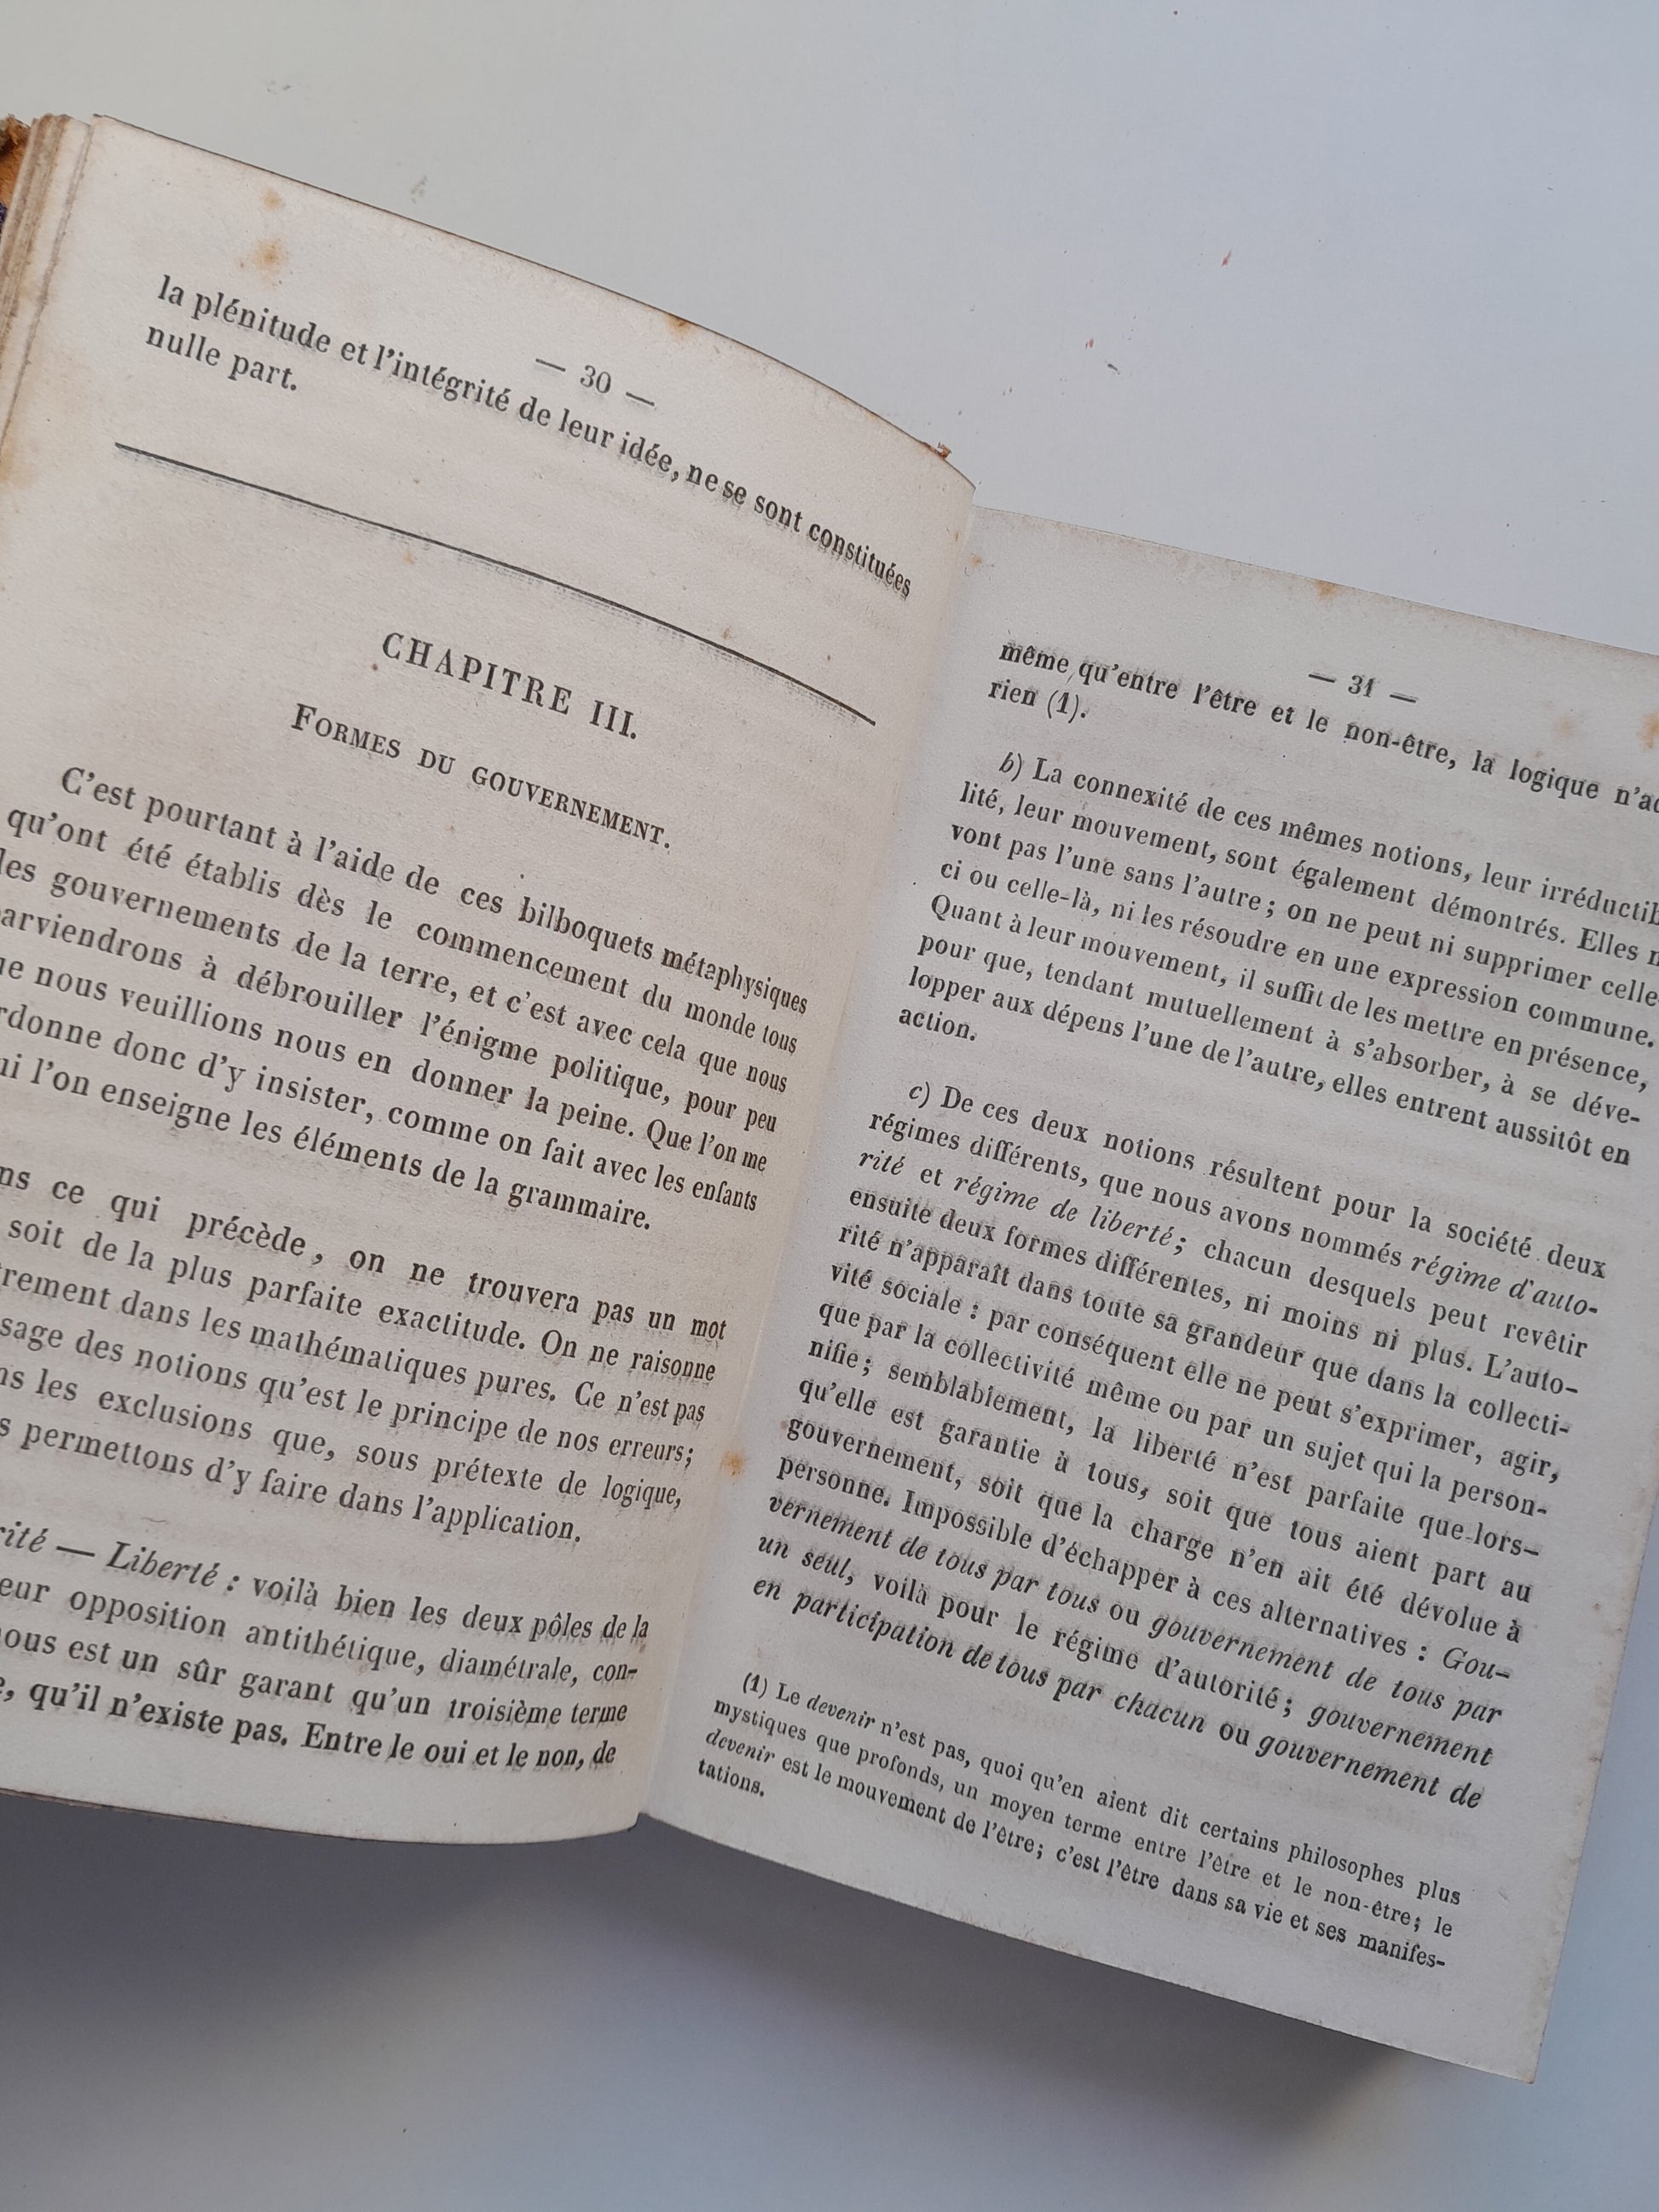 — 30 —
la plénitude et l'intégrité de leur idée, ne se sont constituées
nulle part.
CHAPITRE III.
FORMES DU GOUVERNEMENT.
C'est pourtant à l'aide de ces bilboquets métaphysiques
qu'ont été établis dès le commencement du monde tous
les gouvernements de la terre, et c'est avec cela que nous
arviendrons à débrouiller l'énigme politique, pour peu
ue nous veuillions nous en donner la peine. Que l'on me
rdonne donc d'y insister, comme on fait avec les enfants
ui l'on enseigne les éléments de la grammaire.
ns ce qui précède, on ne trouvera pas un mot
soit de la plus parfaite exactitude. On ne raisonne
trement dans les mathématiques pures. Ce n'est pas
sage des notions qu'est le principe de nos erreurs;
ns les exclusions que, sous prétexte de logique,
s permettons d'y faire dans l'application.
rité — Liberté : voilà bien les deux pôles de la
eur opposition antithétique, diamétrale, con-
nous est un sûr garant qu'un troisième terme
e, qu'il n'existe pas. Entre le oui et le non, de
— 31 —
même qu'entre l'être et le non-être, la logique n'ad
rien (1).
b) La connexité de ces mêmes notions, leur irréductib
lité, leur mouvement, sont également démontrés. Elles n
vont pas l'une sans l'autre ; on ne peut ni supprimer celle-
ci ou celle-là, ni les résoudre en une expression commune.
Quant à leur mouvement, il suffit de les mettre en présence,
pour que, tendant mutuellement à s'absorber, à se déve-
lopper aux dépens l'une de l'autre, elles entrent aussitôt en
action.
c) De ces deux notions résultent pour la société deux
régimes différents, que nous avons nommés régime d'auto-
rité et régime de liberté ; chacun desquels peut revêtir
ensuite deux formes différentes, ni moins ni plus. L'auto-
rité n'apparaît dans toute sa grandeur que dans la collecti-
vité sociale : par conséquent elle ne peut s'exprimer, agir,
que par la collectivité même ou par un sujet qui la person-
nifie ; semblablement, la liberté n'est parfaite que lors-
qu'elle est garantie à tous, soit que tous aient part au
gouvernement, soit que la charge n'en ait été dévolue à
personne. Impossible d'échapper à ces alternatives : Gou-
vernement de tous par tous ou gouvernement de tous par
un seul, voilà pour le régime d'autorité ; gouvernement
en participation de tous par chacun ou gouvernement de
(1) Le devenir n'est pas, quoi qu'en aient dit certains philosophes plus
mystiques que profonds, un moyen terme entre l'être et le non-être ; le
devenir est le mouvement de l'être ; c'est l'être dans sa vie et ses manifes-
tations.